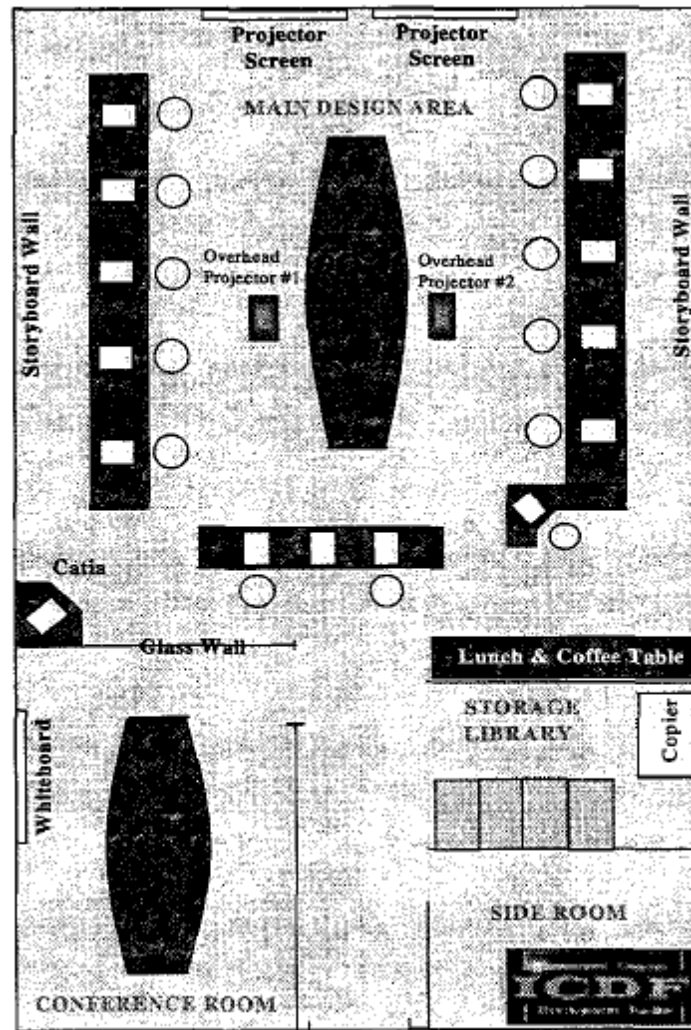 Projector
Screen
Projector
Screen
MAIN DESIGN AREA
Storyboard Wall
Overhead
Projector #1
Overhead
Projector #2
Storyboard Wall
Catia
Glass Wall
Lunch & Coffee Table
Whiteboard
STORAGE
LIBRARY
Copier
SIDE ROOM
ICDF
Development
CONFERENCE ROOM